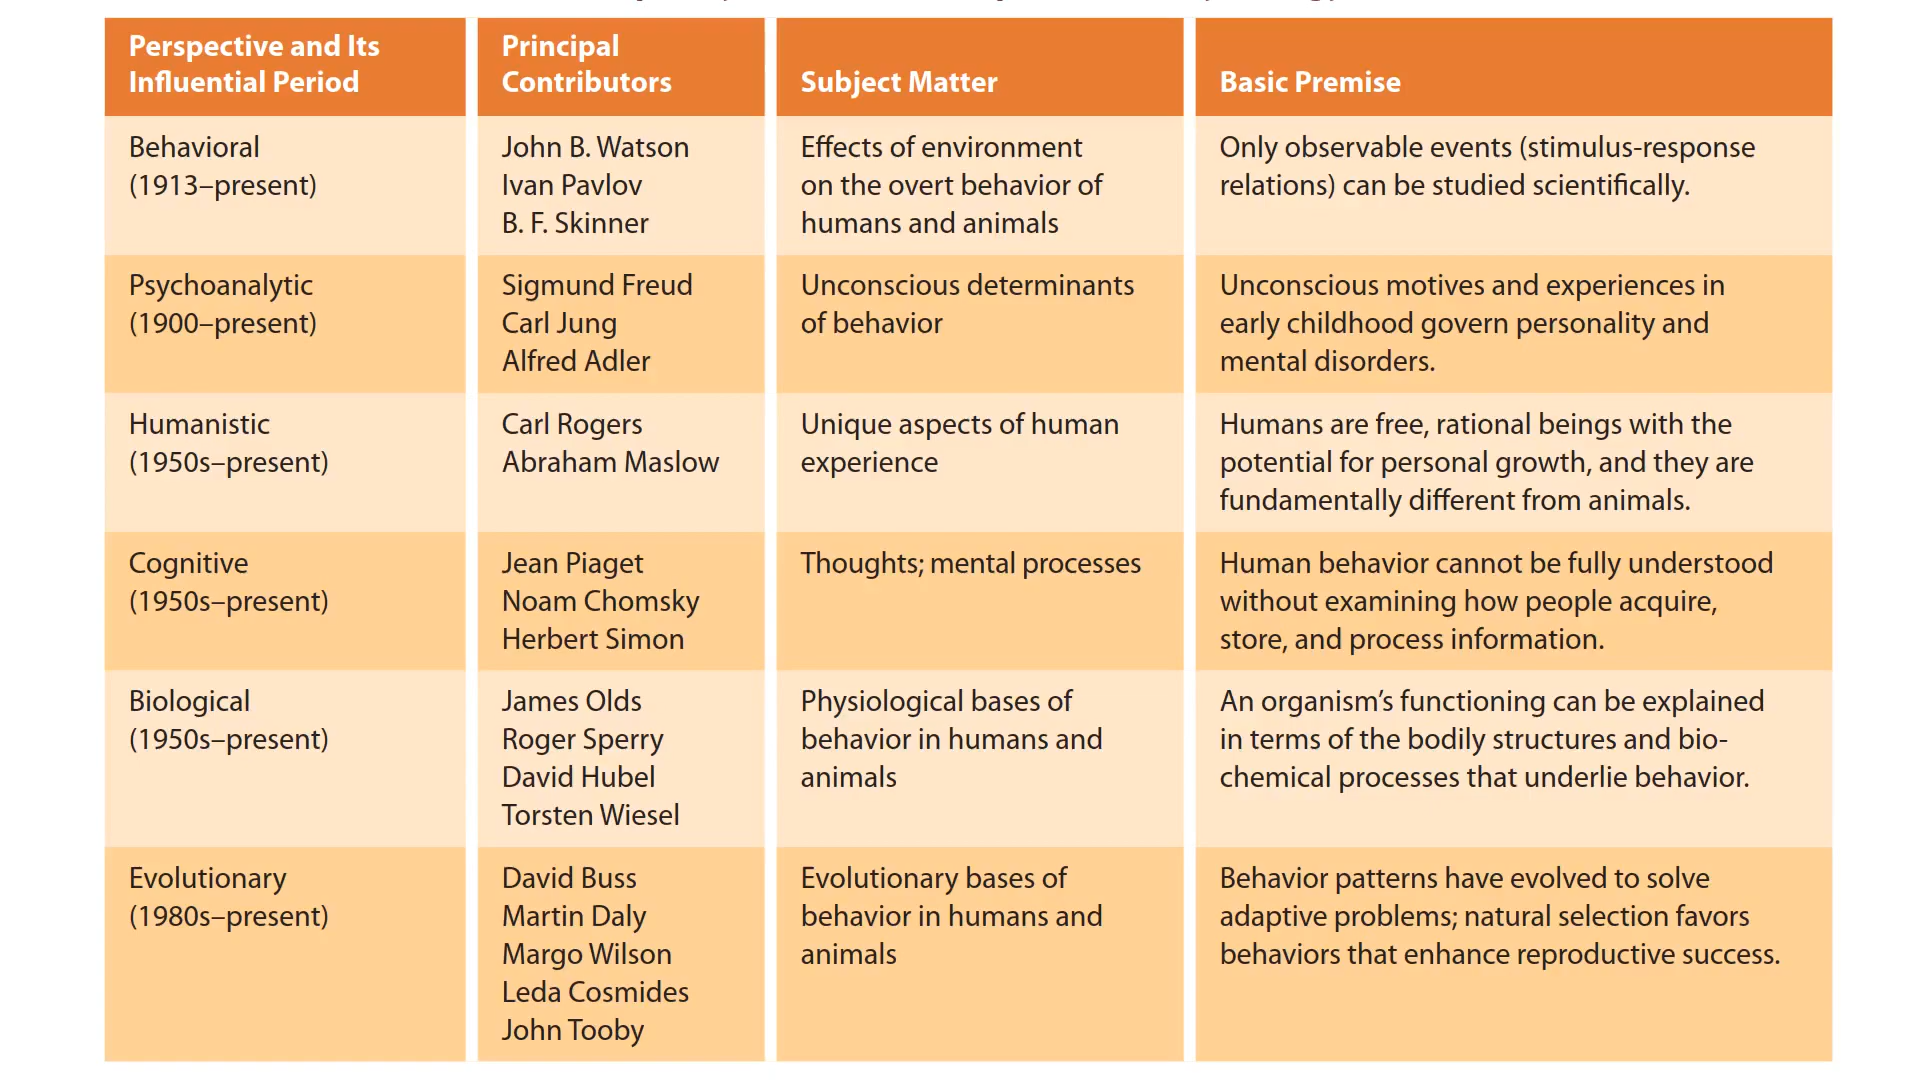 Perspective and Its
Influential Period
Principal
Contributors
Subject Matter
Basic Premise
Behavioral
(1913–present)
John B. Watson
Ivan Pavlov
B. F. Skinner
Effects of environment
on the overt behavior of
humans and animals
Only observable events (stimulus-response
relations) can be studied scientifically.
Psychoanalytic
(1900–present)
Sigmund Freud
Carl Jung
Alfred Adler
Unconscious determinants
of behavior
Unconscious motives and experiences in
early childhood govern personality and
mental disorders.
Humanistic
(1950s–present)
Carl Rogers
Abraham Maslow
Unique aspects of human
experience
Humans are free, rational beings with the
potential for personal growth, and they are
fundamentally different from animals.
Cognitive
(1950s–present)
Jean Piaget
Noam Chomsky
Herbert Simon
Thoughts; mental processes
Human behavior cannot be fully understood
without examining how people acquire,
store, and process information.
Biological
(1950s–present)
James Olds
Roger Sperry
David Hubel
Torsten Wiesel
Physiological bases of
behavior in humans and
animals
An organism’s functioning can be explained
in terms of the bodily structures and bio-
chemical processes that underlie behavior.
Evolutionary
(1980s–present)
David Buss
Martin Daly
Margo Wilson
Leda Cosmides
John Tooby
Evolutionary bases of
behavior in humans and
animals
Behavior patterns have evolved to solve
adaptive problems; natural selection favors
behaviors that enhance reproductive success.